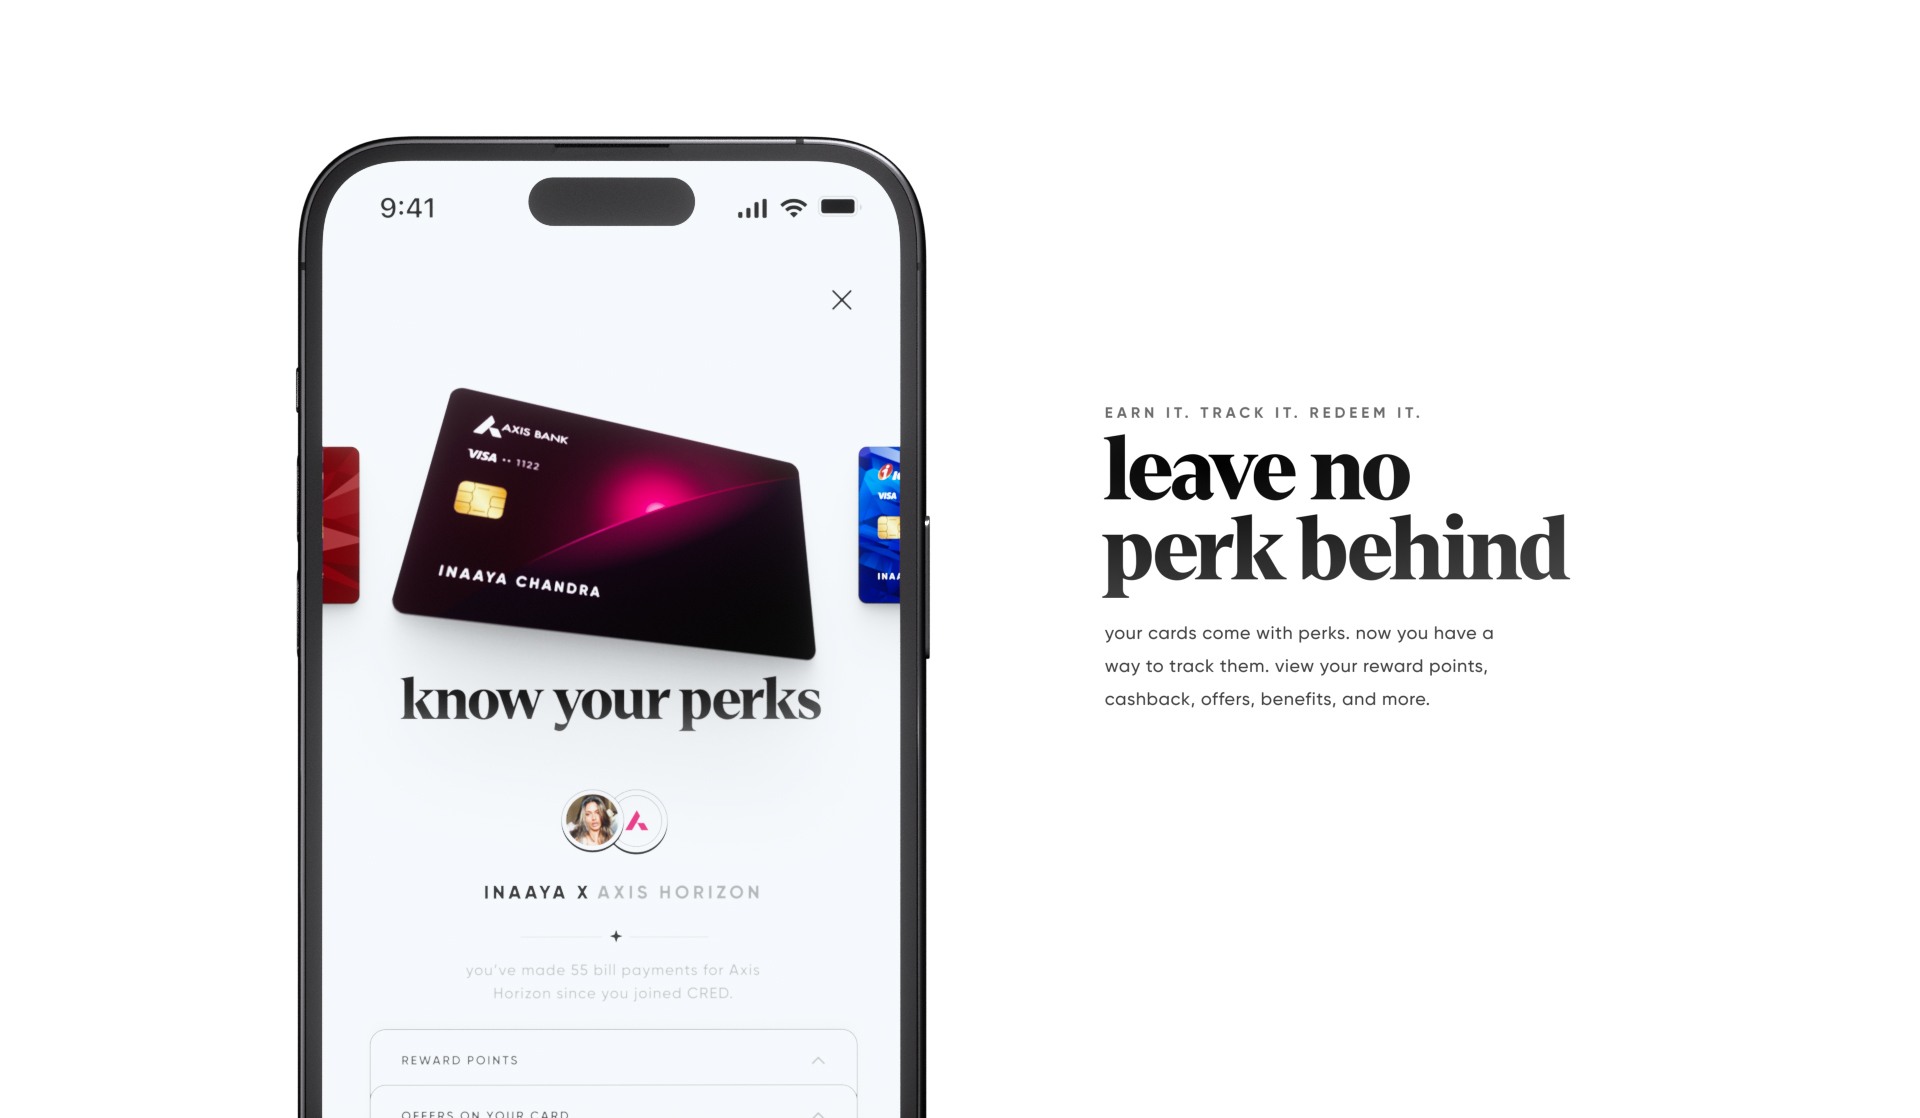 9:41
AXIS BANK
VISA •• 1122
VISA
INAAYA CHANDRA
know your perks
INAAYA X AXIS HORIZON
you've made 55 bill payments for Axis
Horizon since you joined CRED.
REWARD POINTS
OFFERS ON YOUR CARD
EARN IT. TRACK IT. REDEEM IT.
leave no
perk behind
your cards come with perks. now you have a
way to track them. view your reward points,
cashback, offers, benefits, and more.